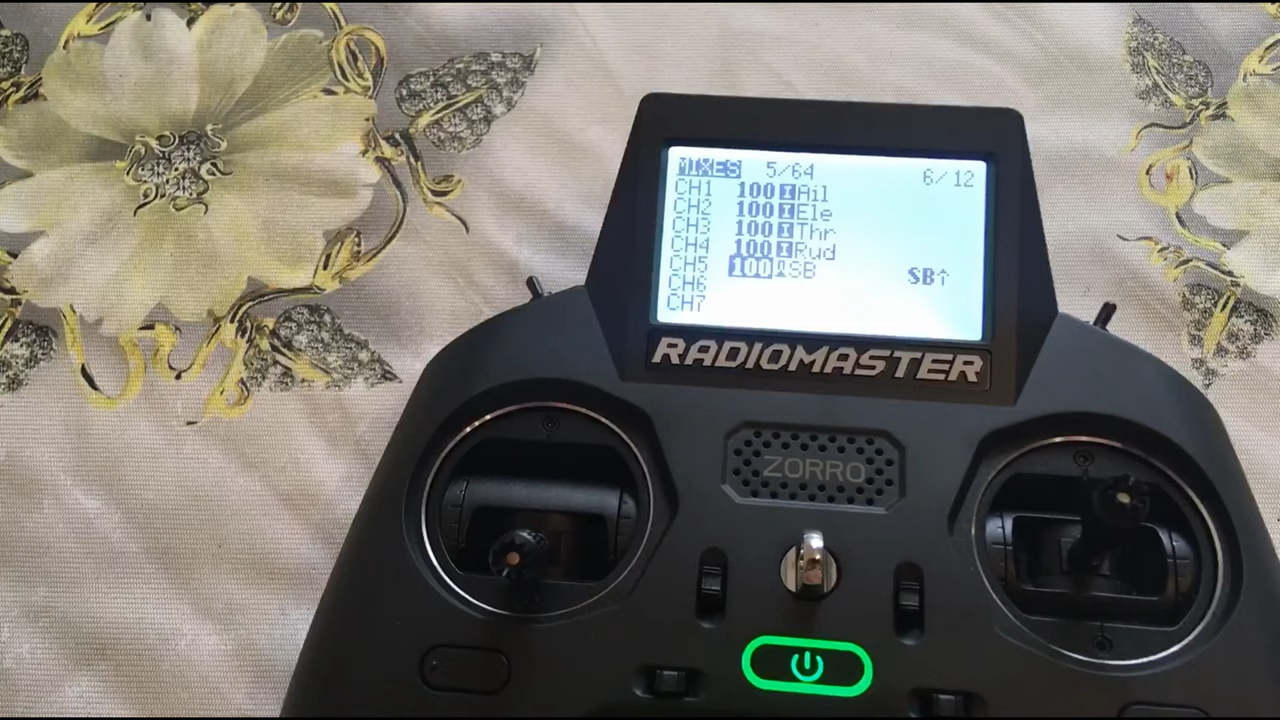 MIXES 5/64 6/12
CH1 100 I Ail
CH2 100 I Ele
CH3 100 I Thr
CH4 100 I Rud
CH5 100 SB SB↑
CH6
CH7
RADIOMASTER
ZORRO